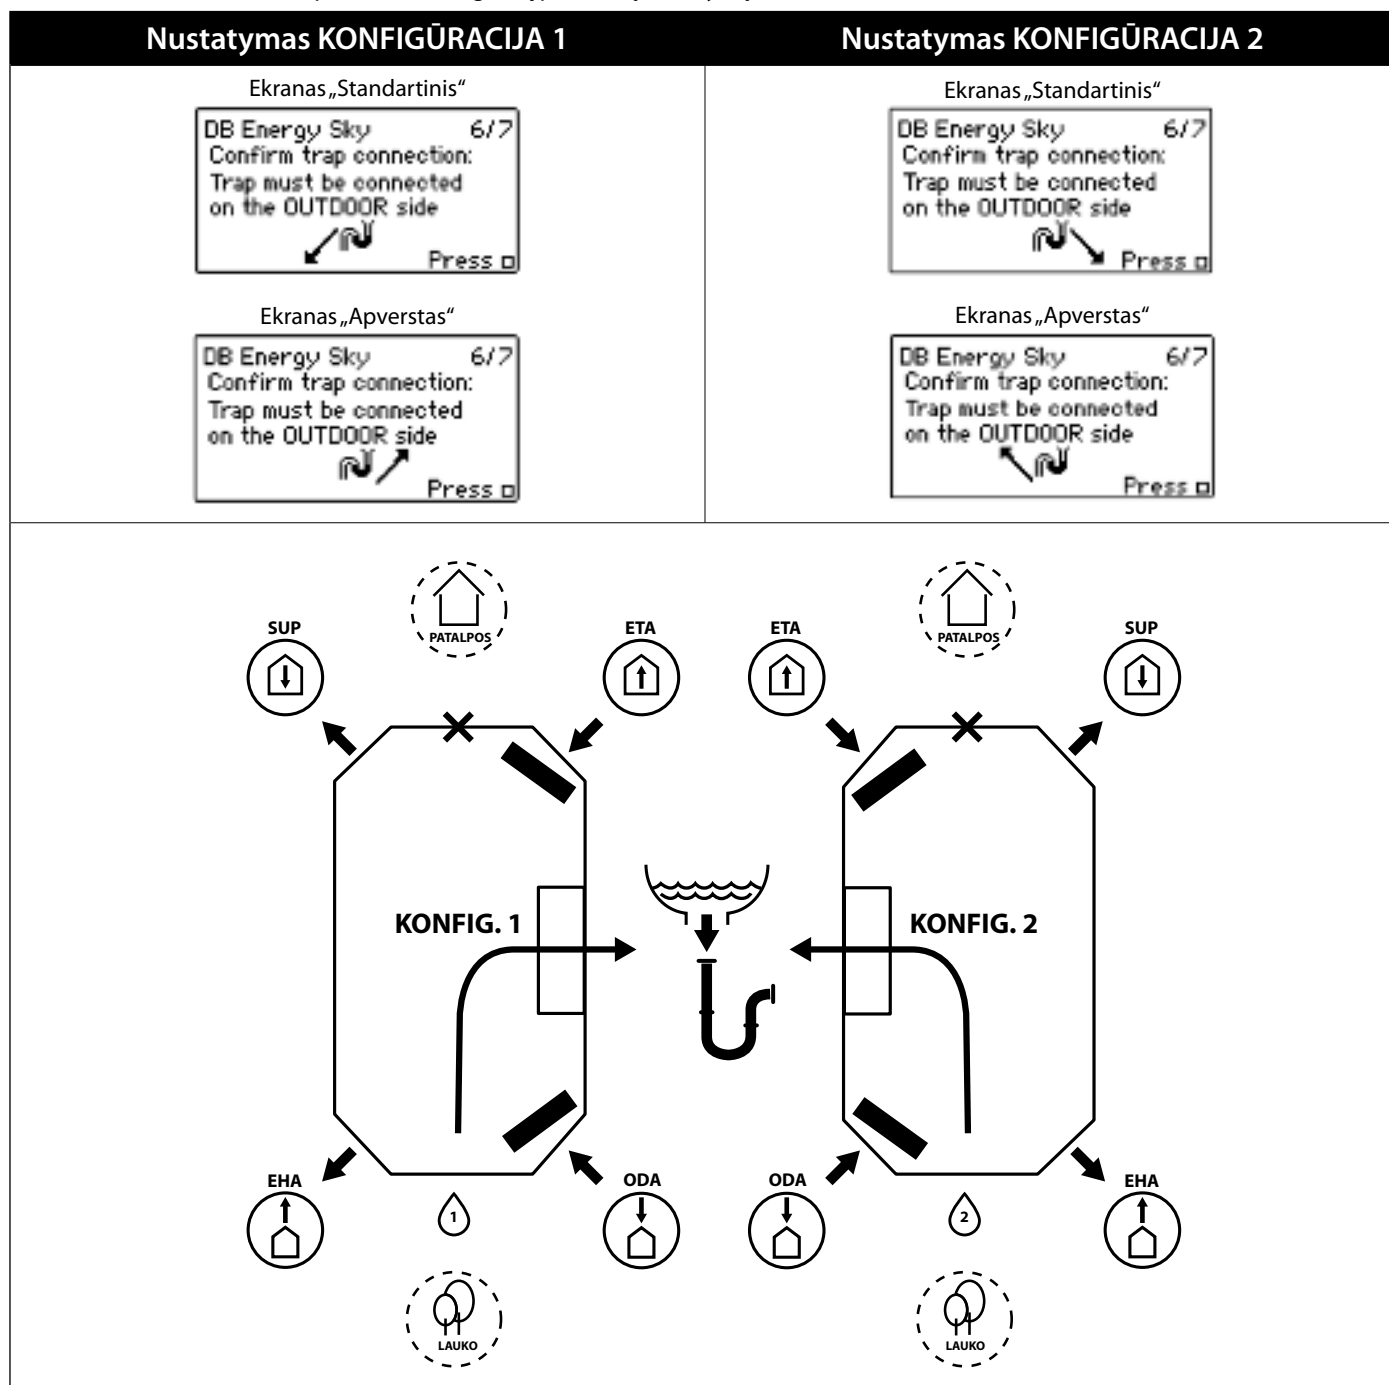 Nustatymas KONFIGŪRACIJA 1
Nustatymas KONFIGŪRACIJA 2
Ekranas „Standartinis“
DB Energy Sky 6/7
Confirm trap connection:
Trap must be connected
on the OUTDOOR side
Press
Ekranas „Apverstas“
DB Energy Sky 6/7
Confirm trap connection:
Trap must be connected
on the OUTDOOR side
Press
Ekranas „Standartinis“
DB Energy Sky 6/7
Confirm trap connection:
Trap must be connected
on the OUTDOOR side
Press
Ekranas „Apverstas“
DB Energy Sky 6/7
Confirm trap connection:
Trap must be connected
on the OUTDOOR side
Press
PATALPOS
SUP
ETA
KONFIG. 1
EHA
ODA
1
LAUKO
PATALPOS
ETA
SUP
KONFIG. 2
ODA
EHA
2
LAUKO